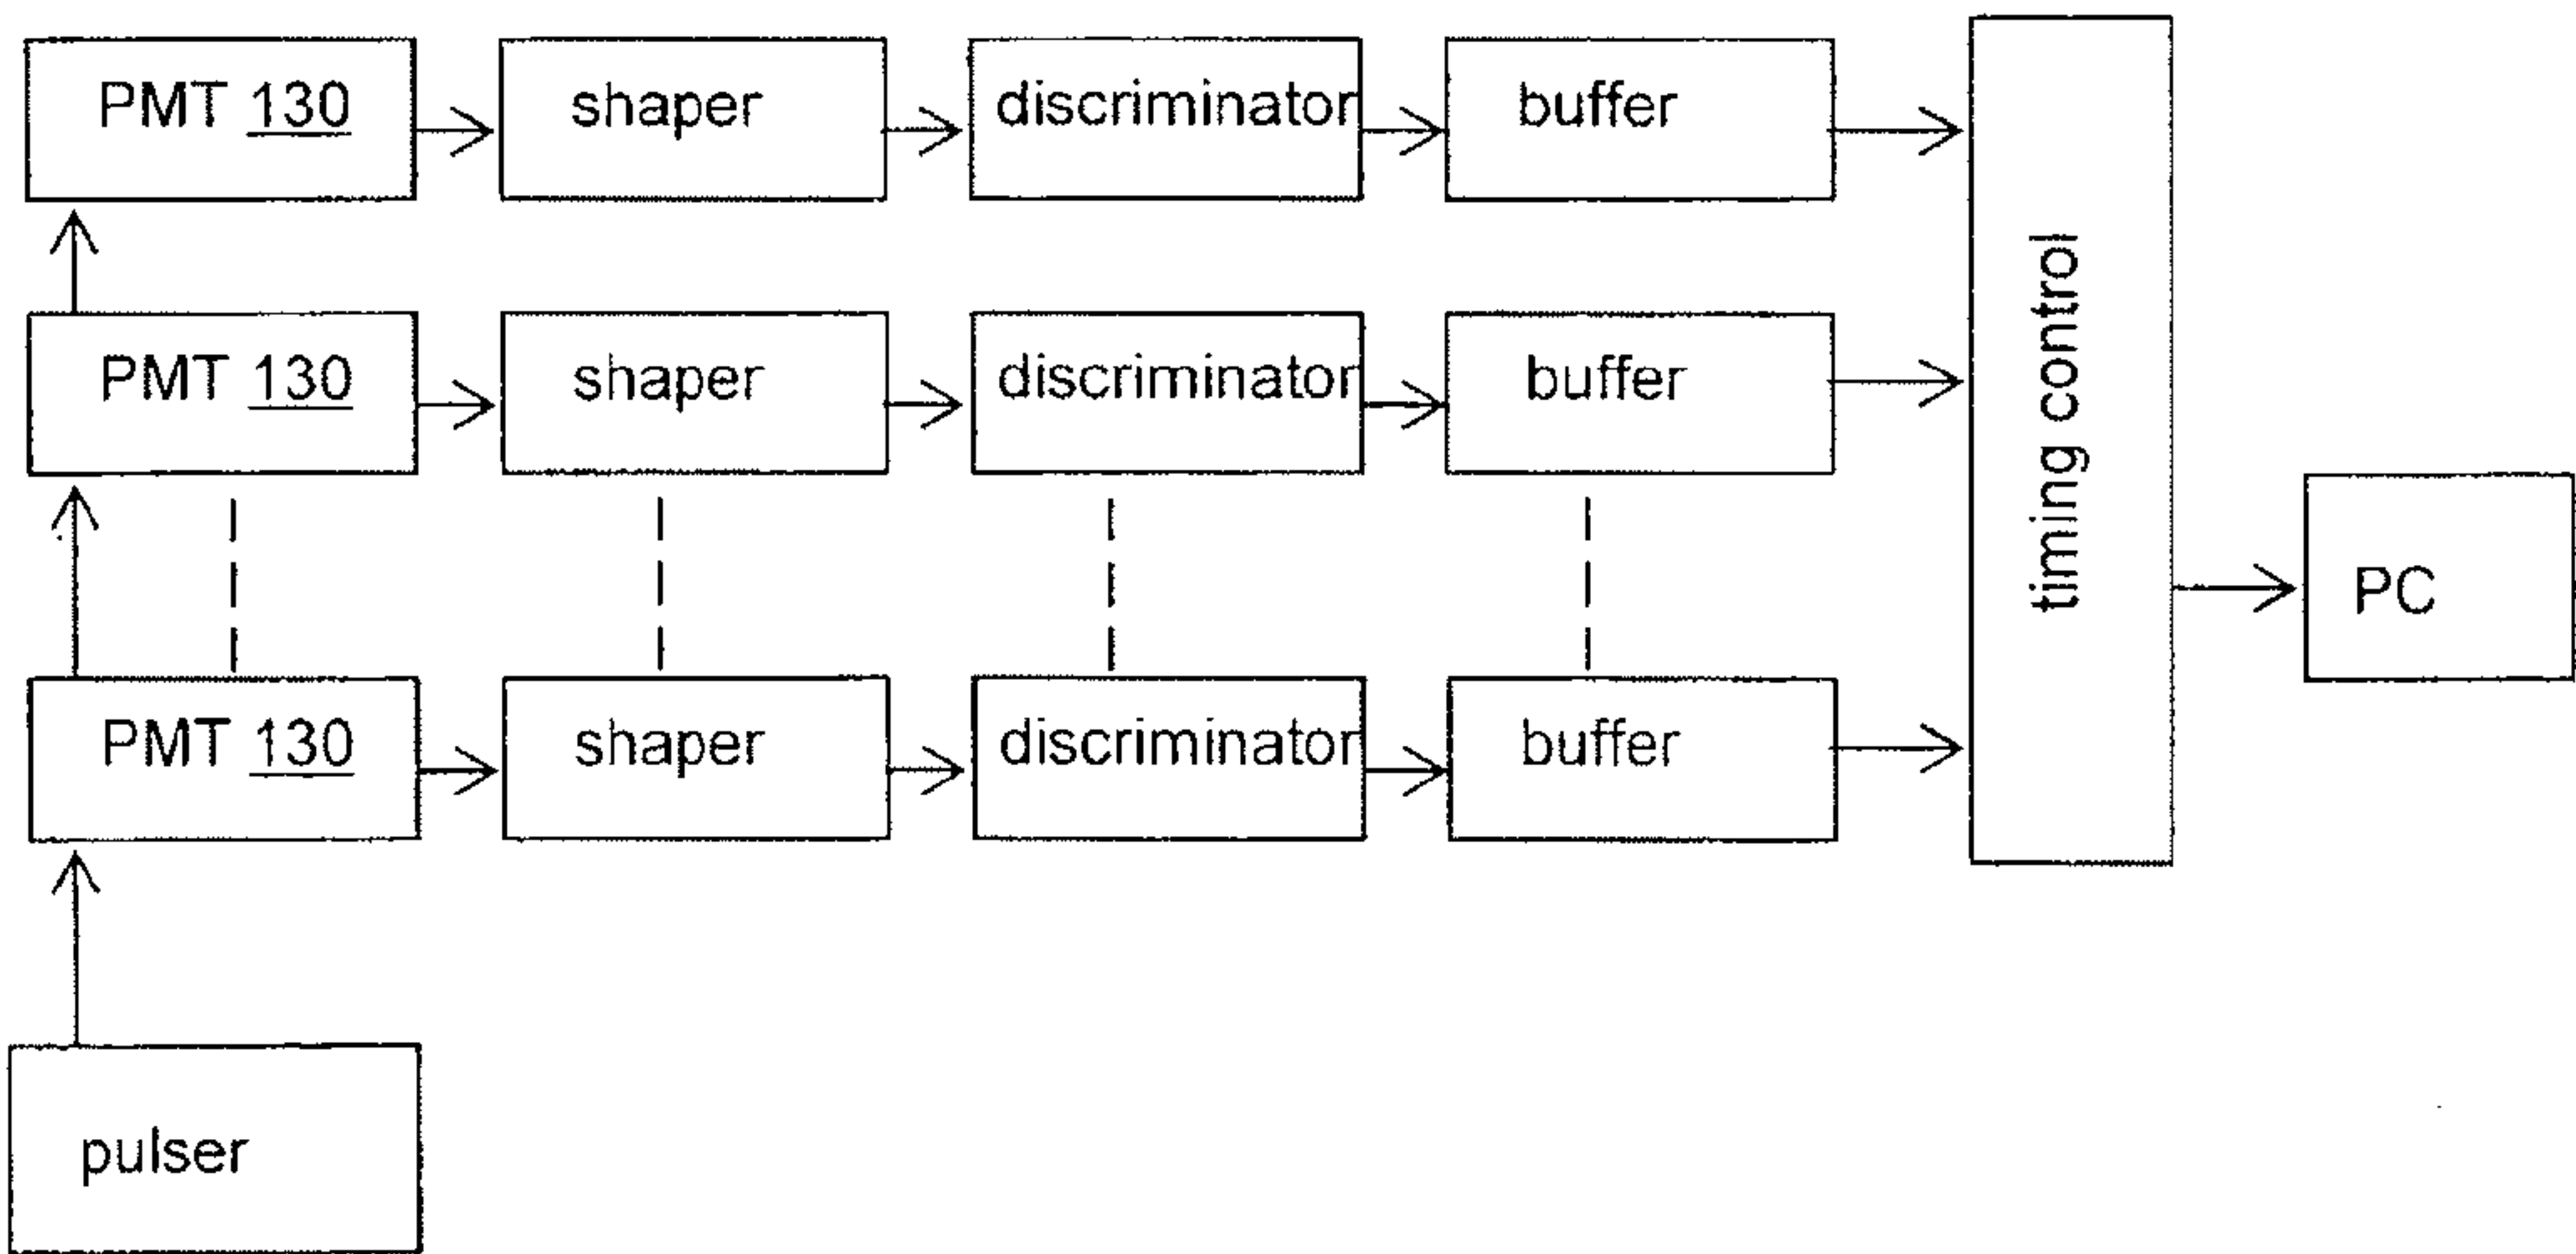 PMT 130 shaper discriminator buffer
PMT 130 shaper discriminator buffer
timing control
PC
PMT 130 shaper discriminator buffer
pulser